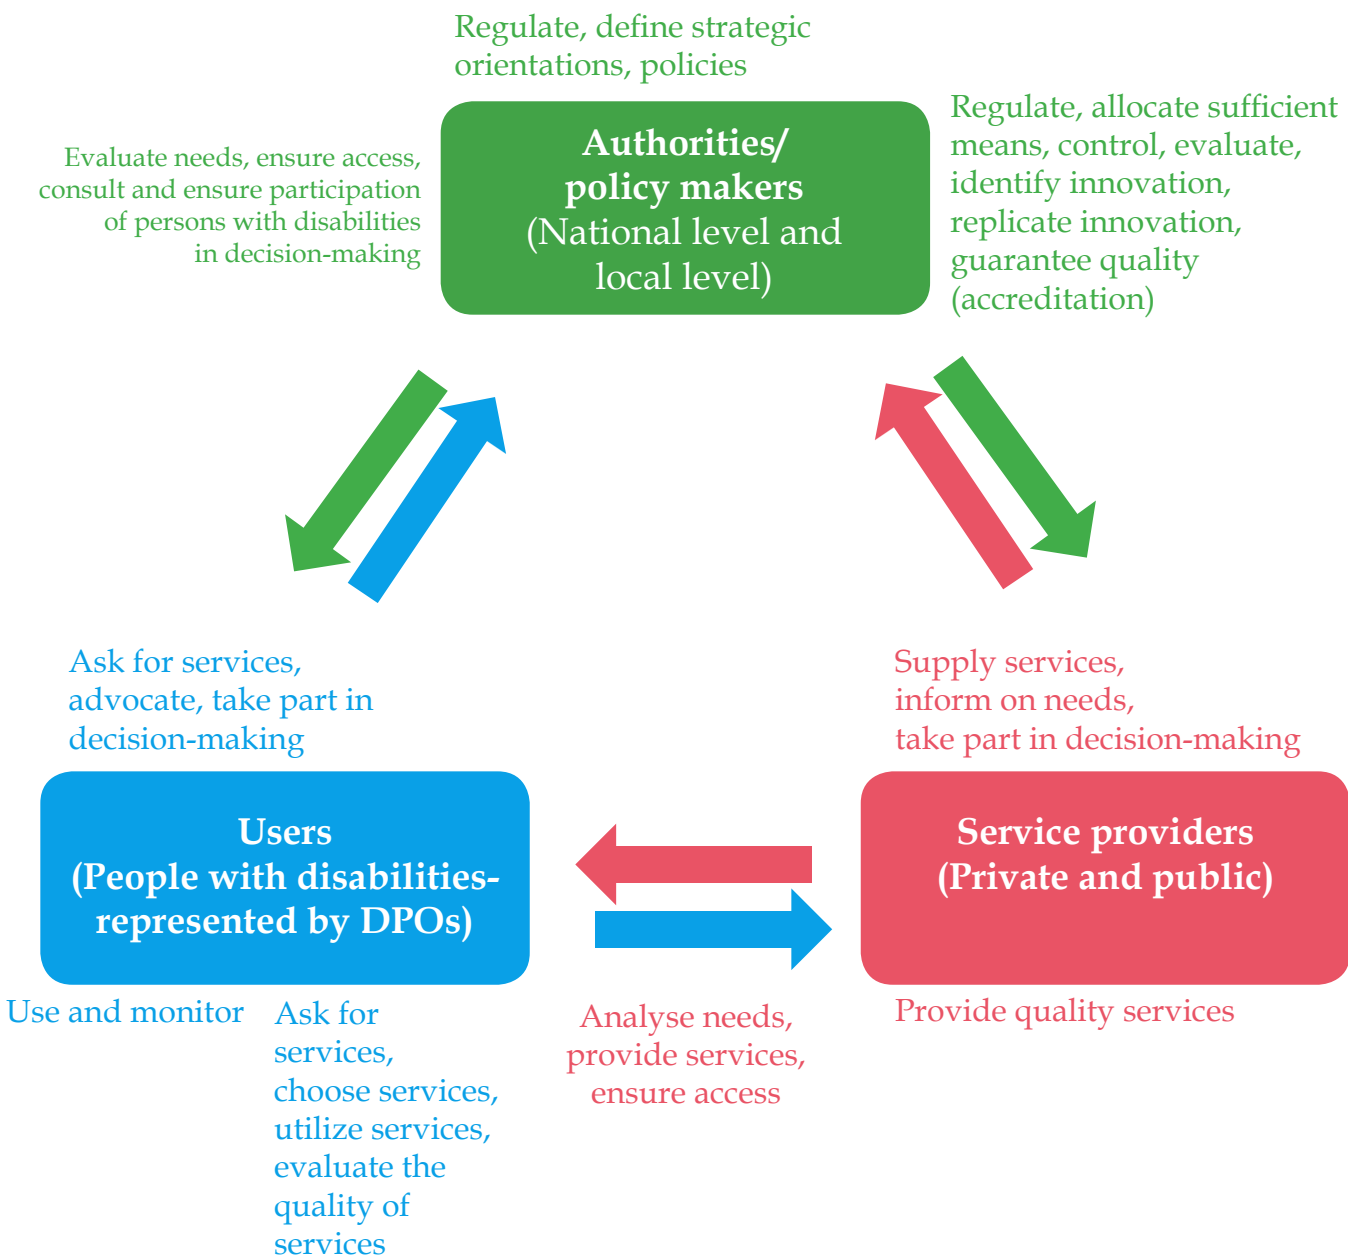 Regulate, define strategic
orientations, policies
Evaluate needs, ensure access,
consult and ensure participation
of persons with disabilities
in decision-making
Authorities/
policy makers
(National level and
local level)
Regulate, allocate sufficient
means, control, evaluate,
identify innovation,
replicate innovation,
guarantee quality
(accreditation)
Ask for services,
advocate, take part in
decision-making
Supply services,
inform on needs,
take part in decision-making
Users
(People with disabilities-
represented by DPOs)
Service providers
(Private and public)
Use and monitor
Ask for
services,
choose services,
utilize services,
evaluate the
quality of
services
Analyse needs,
provide services,
ensure access
Provide quality services